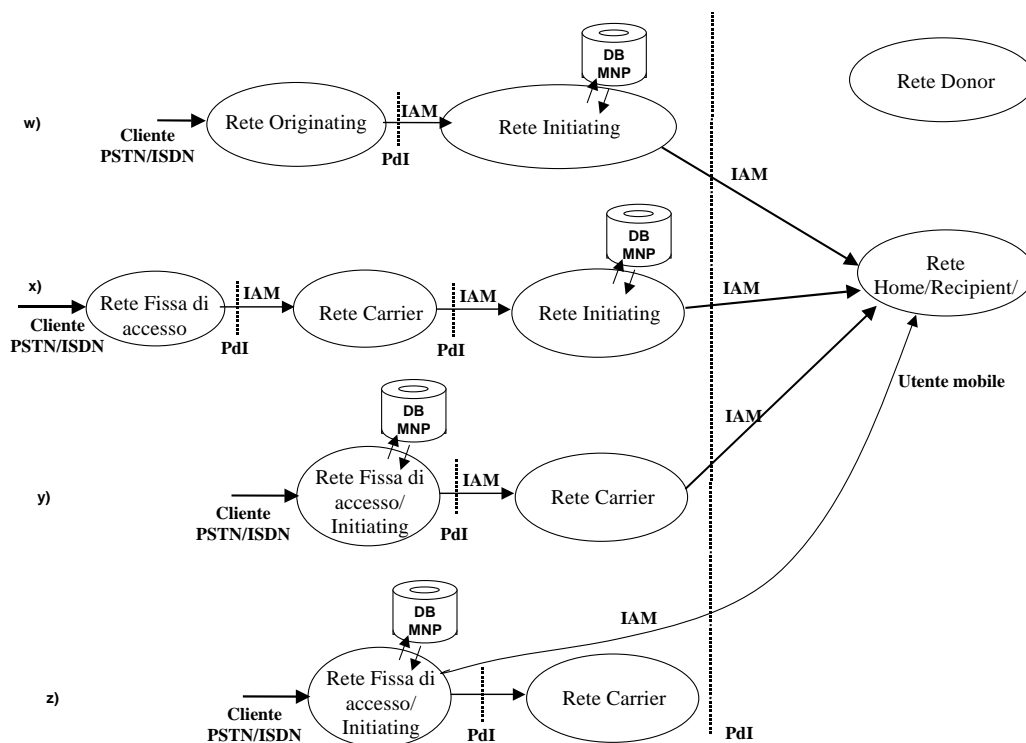 DB
MNP
Rete Donor
w)
Rete Originating
IAM
Rete Initiating
Cliente
PSTN/ISDN
PdI
IAM
DB
MNP
x)
Rete Fissa di
accesso
IAM
Rete Carrier
IAM
Rete Initiating
IAM
Rete
Home/Recipient/
Cliente
PSTN/ISDN
PdI
PdI
Utente mobile
DB
MNP
IAM
y)
Rete Fissa di
accesso/
Initiating
IAM
Rete Carrier
Cliente
PSTN/ISDN
PdI
DB
MNP
IAM
z)
Rete Fissa di
accesso/
Initiating
PdI
Rete Carrier
Cliente
PSTN/ISDN
PdI